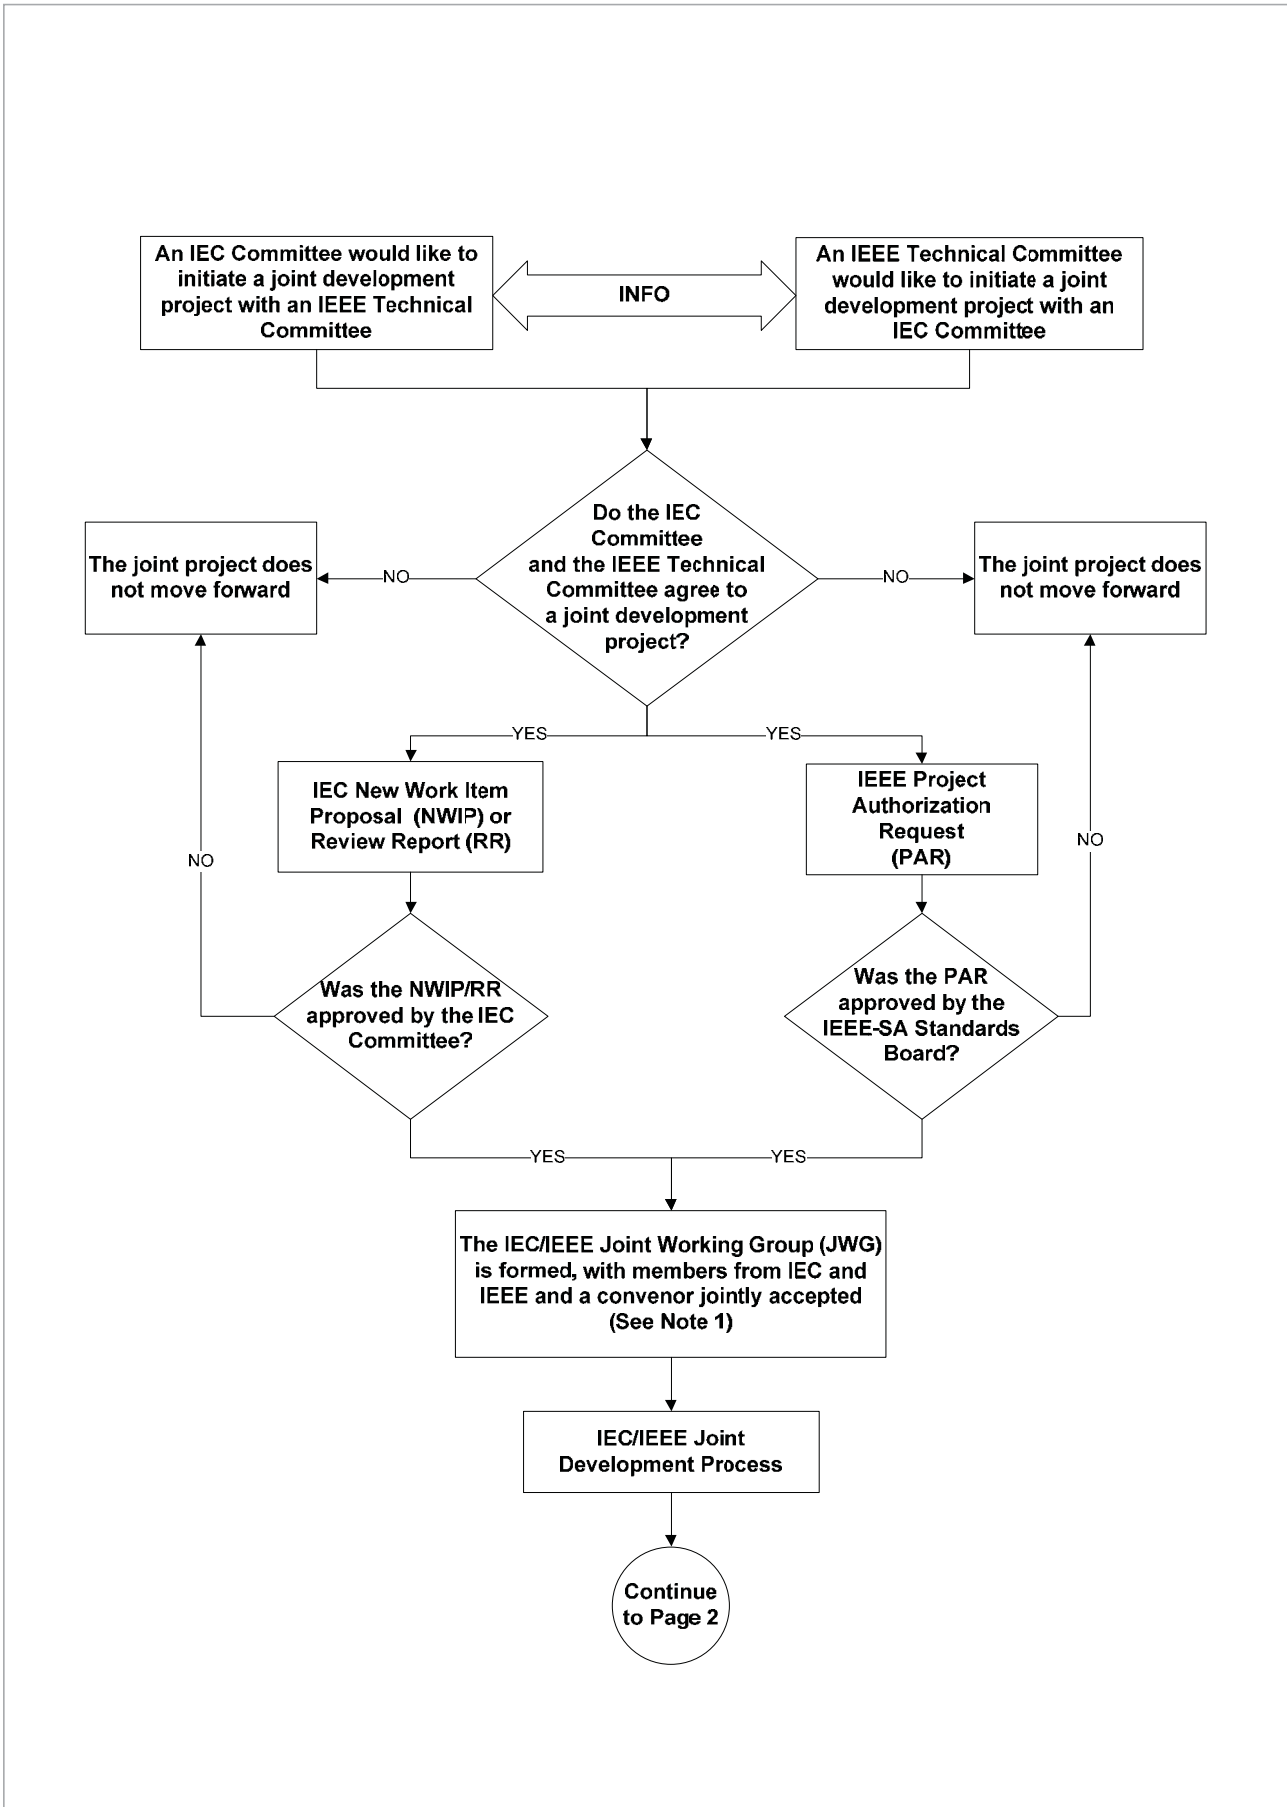 An IEC Committee would like to
initiate a joint development
project with an IEEE Technical
Committee
INFO
An IEEE Technical Committee
would like to initiate a joint
development project with an
IEC Committee
Do the IEC
Committee
and the IEEE Technical
Committee agree to
a joint development
project?
The joint project does
not move forward
NO
NO
The joint project does
not move forward
YES
YES
IEC New Work Item
Proposal (NWIP) or
Review Report (RR)
IEEE Project
Authorization
Request
(PAR)
NO
NO
Was the NWIP/RR
approved by the IEC
Committee?
Was the PAR
approved by the
IEEE-SA Standards
Board?
YES
YES
The IEC/IEEE Joint Working Group (JWG)
is formed, with members from IEC and
IEEE and a convenor jointly accepted
(See Note 1)
IEC/IEEE Joint
Development Process
Continue
to Page 2